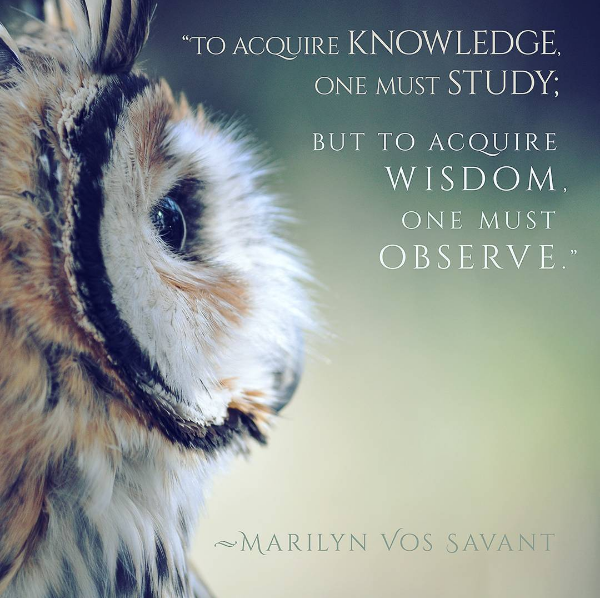 “TO ACQUIRE KNOWLEDGE,
ONE MUST STUDY;
BUT TO ACQUIRE
WISDOM,
ONE MUST
OBSERVE.”
~MARILYN VOS SAVANT